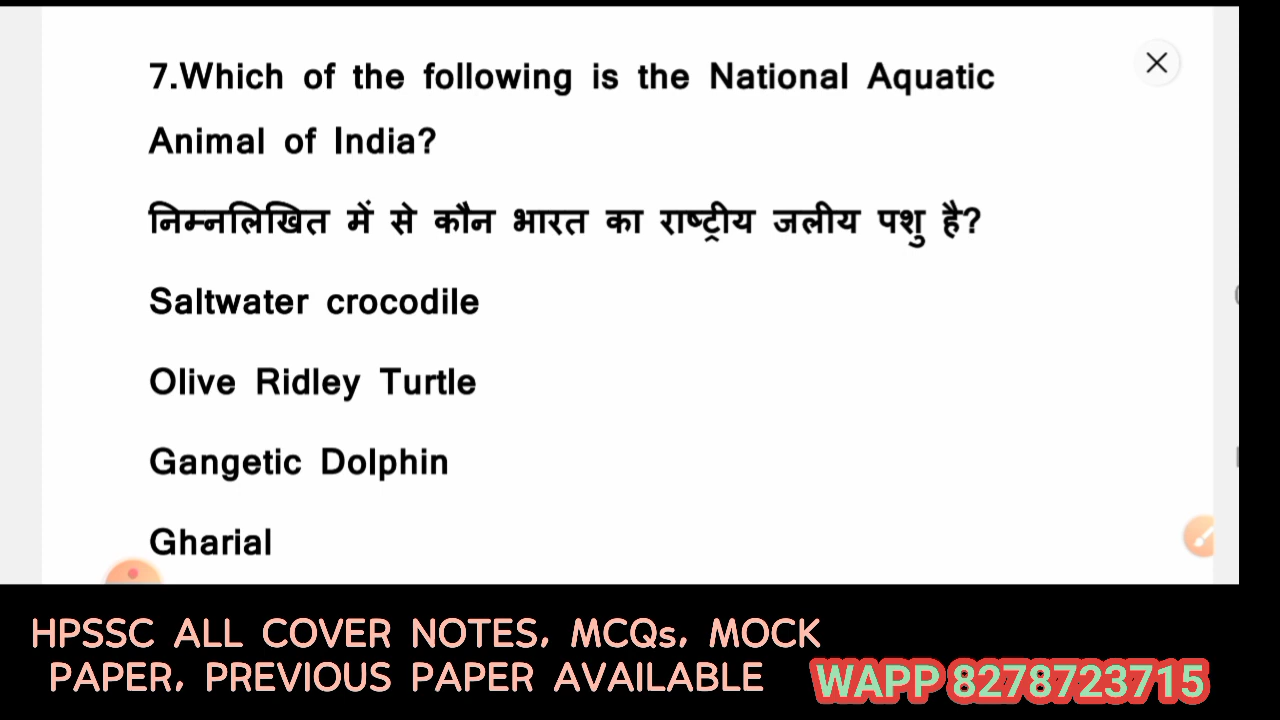 7.Which of the following is the National Aquatic
Animal of India?
निम्नलिखित में से कौन भारत का राष्ट्रीय जलीय पशु है?
Saltwater crocodile
Olive Ridley Turtle
Gangetic Dolphin
Gharial
HPSSC ALL COVER NOTES, MCQs, MOCK
PAPER, PREVIOUS PAPER AVAILABLE
WAPP 8278723715